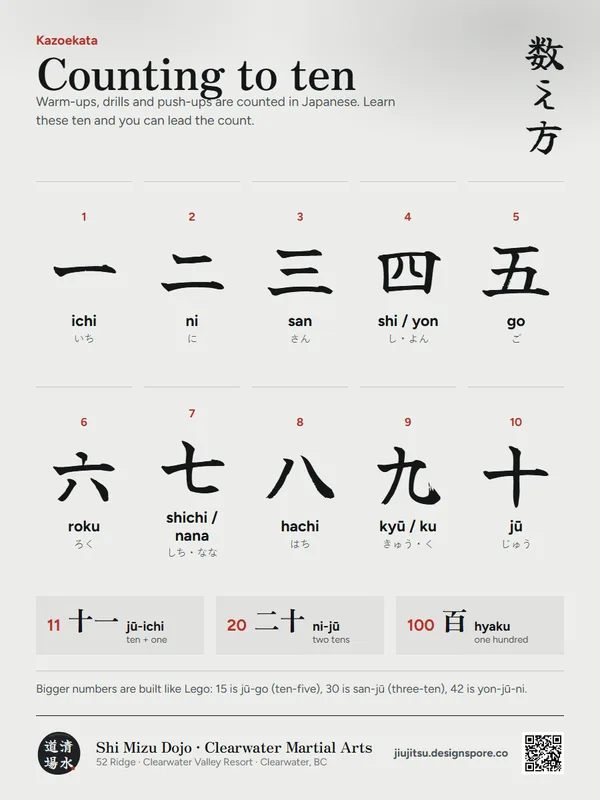 Kazoekata
Counting to ten
Warm-ups, drills and push-ups are counted in Japanese. Learn
these ten and you can lead the count.
数え方
1
一
ichi
いち
2
二
ni
に
3
三
san
さん
4
四
shi / yon
し・よん
5
五
go
ご
6
六
roku
ろく
7
七
shichi /
nana
しち・なな
8
八
hachi
はち
9
九
kyū / ku
きゅう・く
10
十
jū
じゅう
11 十一 jū-ichi
ten + one
20 二十 ni-jū
two tens
100 百 hyaku
one hundred
Bigger numbers are built like Lego: 15 is jū-go (ten-five), 30 is san-jū (three-ten), 42 is yon-jū-ni.
清水
道場
Shi Mizu Dojo · Clearwater Martial Arts
52 Ridge · Clearwater Valley Resort · Clearwater, BC
jiujitsu.designspore.co